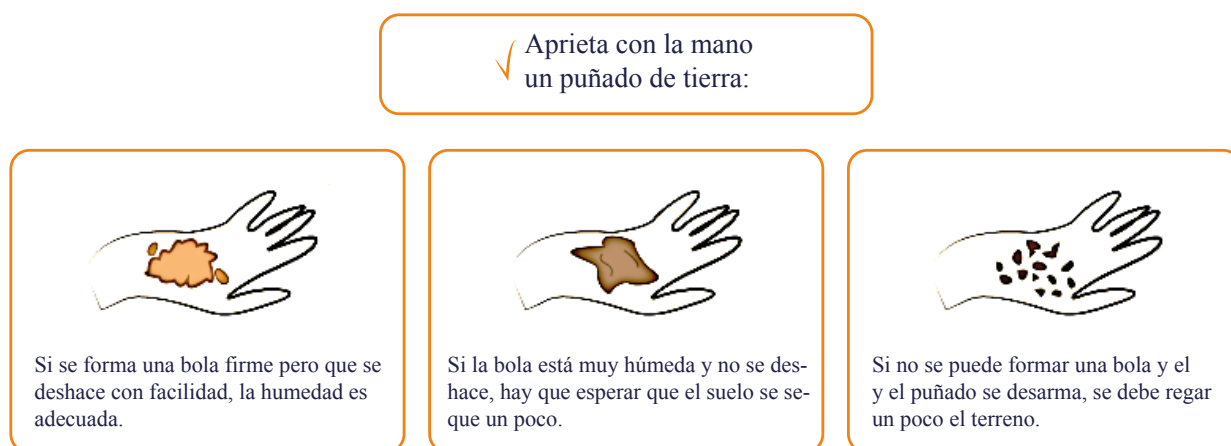 Aprieta con la mano
un puñado de tierra:
Si se forma una bola firme pero que se
deshace con facilidad, la humedad es
adecuada.
Si la bola está muy húmeda y no se des-
hace, hay que esperar que el suelo se se-
que un poco.
Si no se puede formar una bola y el
y el puñado se desarma, se debe regar
un poco el terreno.